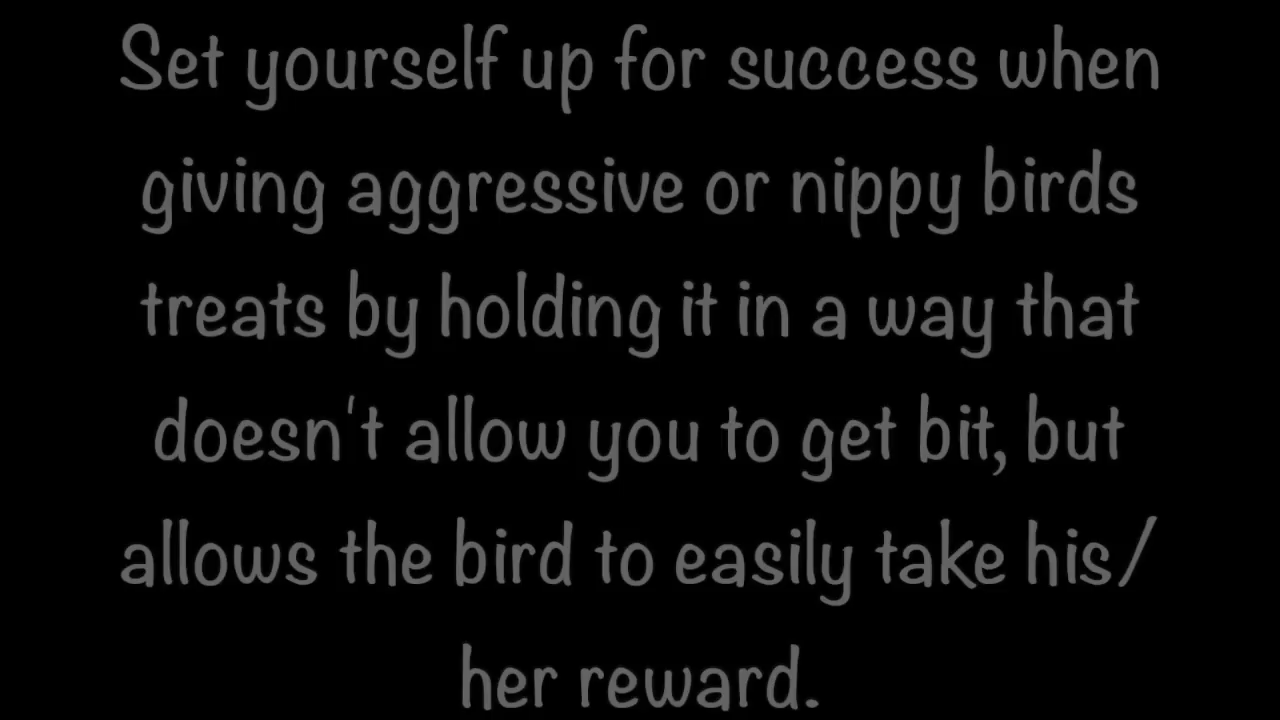 Set yourself up for success when
giving aggressive or nippy birds
treats by holding it in a way that
doesn't allow you to get bit, but
allows the bird to easily take his/
her reward.